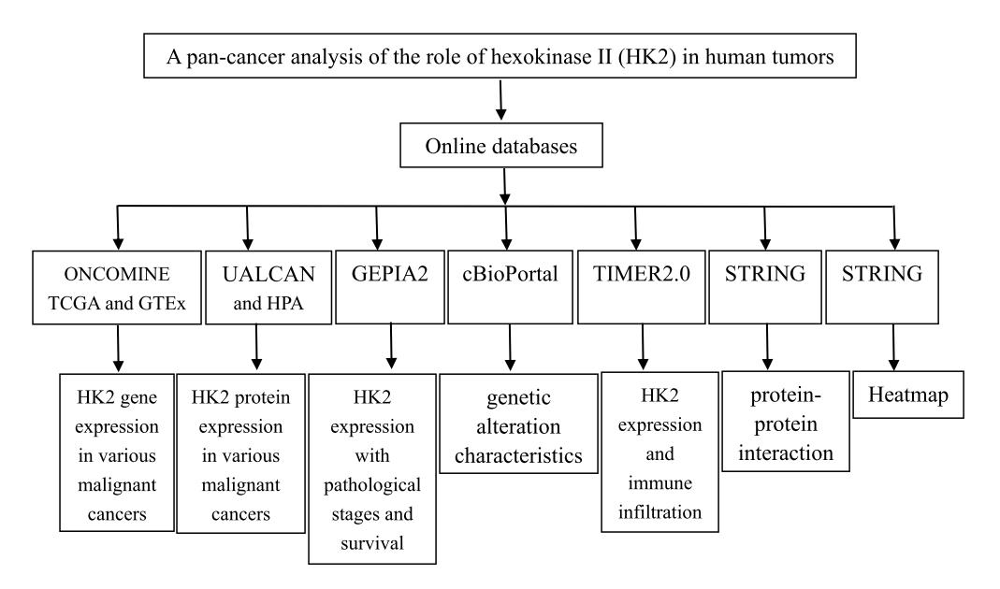 A pan-cancer analysis of the role of hexokinase II (HK2) in human tumors
Online databases
ONCOMINE
TCGA and GTEx
UALCAN
and HPA
GEPIA2
cBioPortal
TIMER2.0
STRING
STRING
HK2 gene
expression
in various
malignant
cancers
HK2 protein
expression
in various
malignant
cancers
HK2
expression
with
pathological
stages and
survival
genetic
alteration
characteristics
HK2
expression
and
immune
infiltration
protein-
protein
interaction
Heatmap